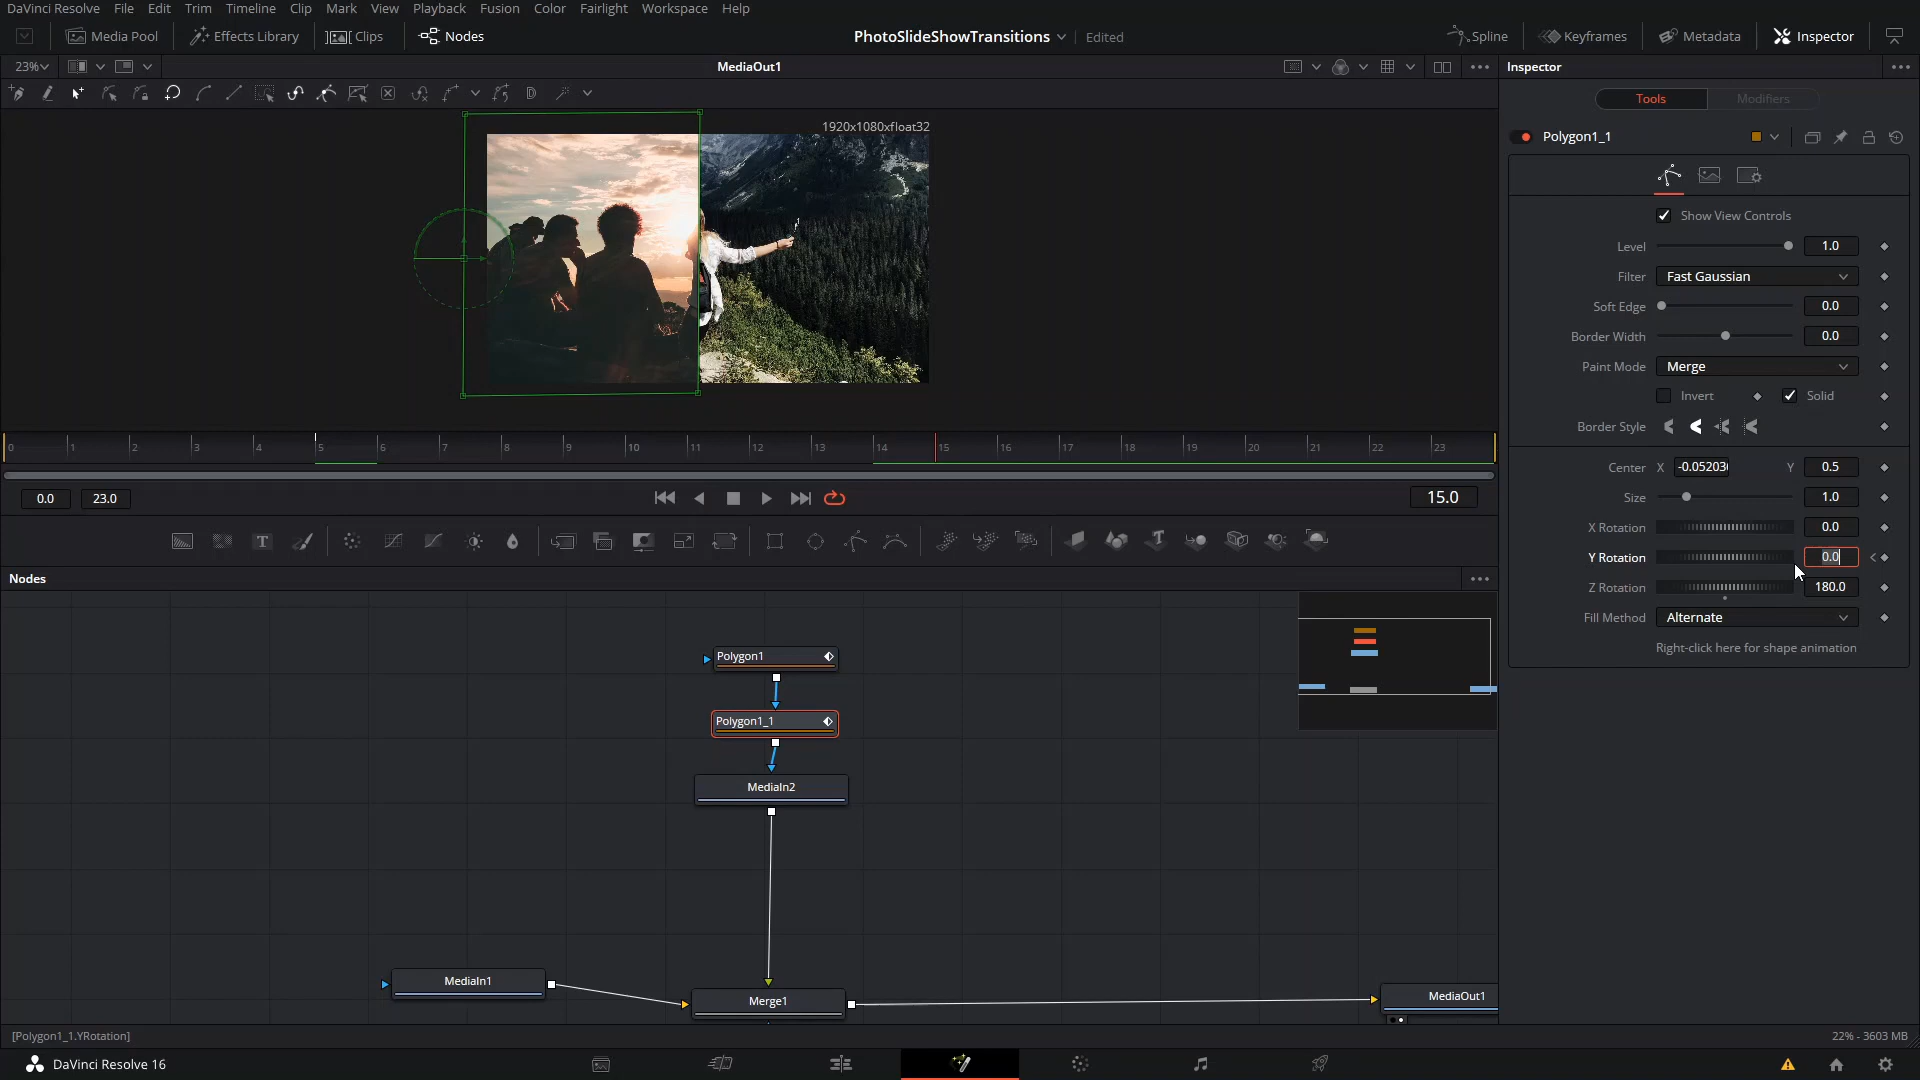 DaVinci Resolve File Edit Trim Timeline Clip Mark View Playback Fusion Color Fairlight Workspace Help
Media Pool Effects Library Clips Nodes PhotoSlideShowTransitions Edited Spline Keyframes Metadata Inspector
23% MediaOut1 Inspector
Tools Modifiers
1920x1080xfloat32
Polygon1_1
Show View Controls
Level 1.0
Filter Fast Gaussian
Soft Edge 0.0
Border Width 0.0
Paint Mode Merge
Invert Solid
Border Style
0 1 2 3 4 5 6 7 8 9 10 11 12 13 14 15 16 17 18 19 20 21 22 23
Center X -0.05203 Y 0.5
0.0 23.0 15.0
Size 1.0
X Rotation 0.0
Y Rotation 0.0
Nodes
Z Rotation 180.0
Fill Method Alternate
Right-click here for shape animation
Polygon1
Polygon1_1
MediaIn2
MediaIn1
Merge1
MediaOut1
[Polygon1_1.YRotation] 22% - 3603 MB
DaVinci Resolve 16